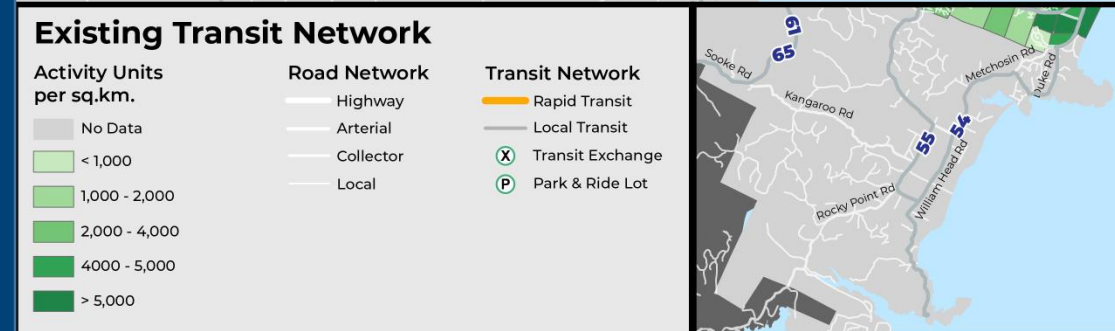 Existing Transit Network
Activity Units
per sq.km.
No Data
< 1,000
1,000 - 2,000
2,000 - 4,000
4000 - 5,000
> 5,000
Road Network
Highway
Arterial
Collector
Local
Transit Network
Rapid Transit
Local Transit
X Transit Exchange
P Park & Ride Lot
61
65
Sooke Rd
Kangaroo Rd
Metchosin Rd
Duke Rd
55
54
William Head Rd
Rocky Point Rd